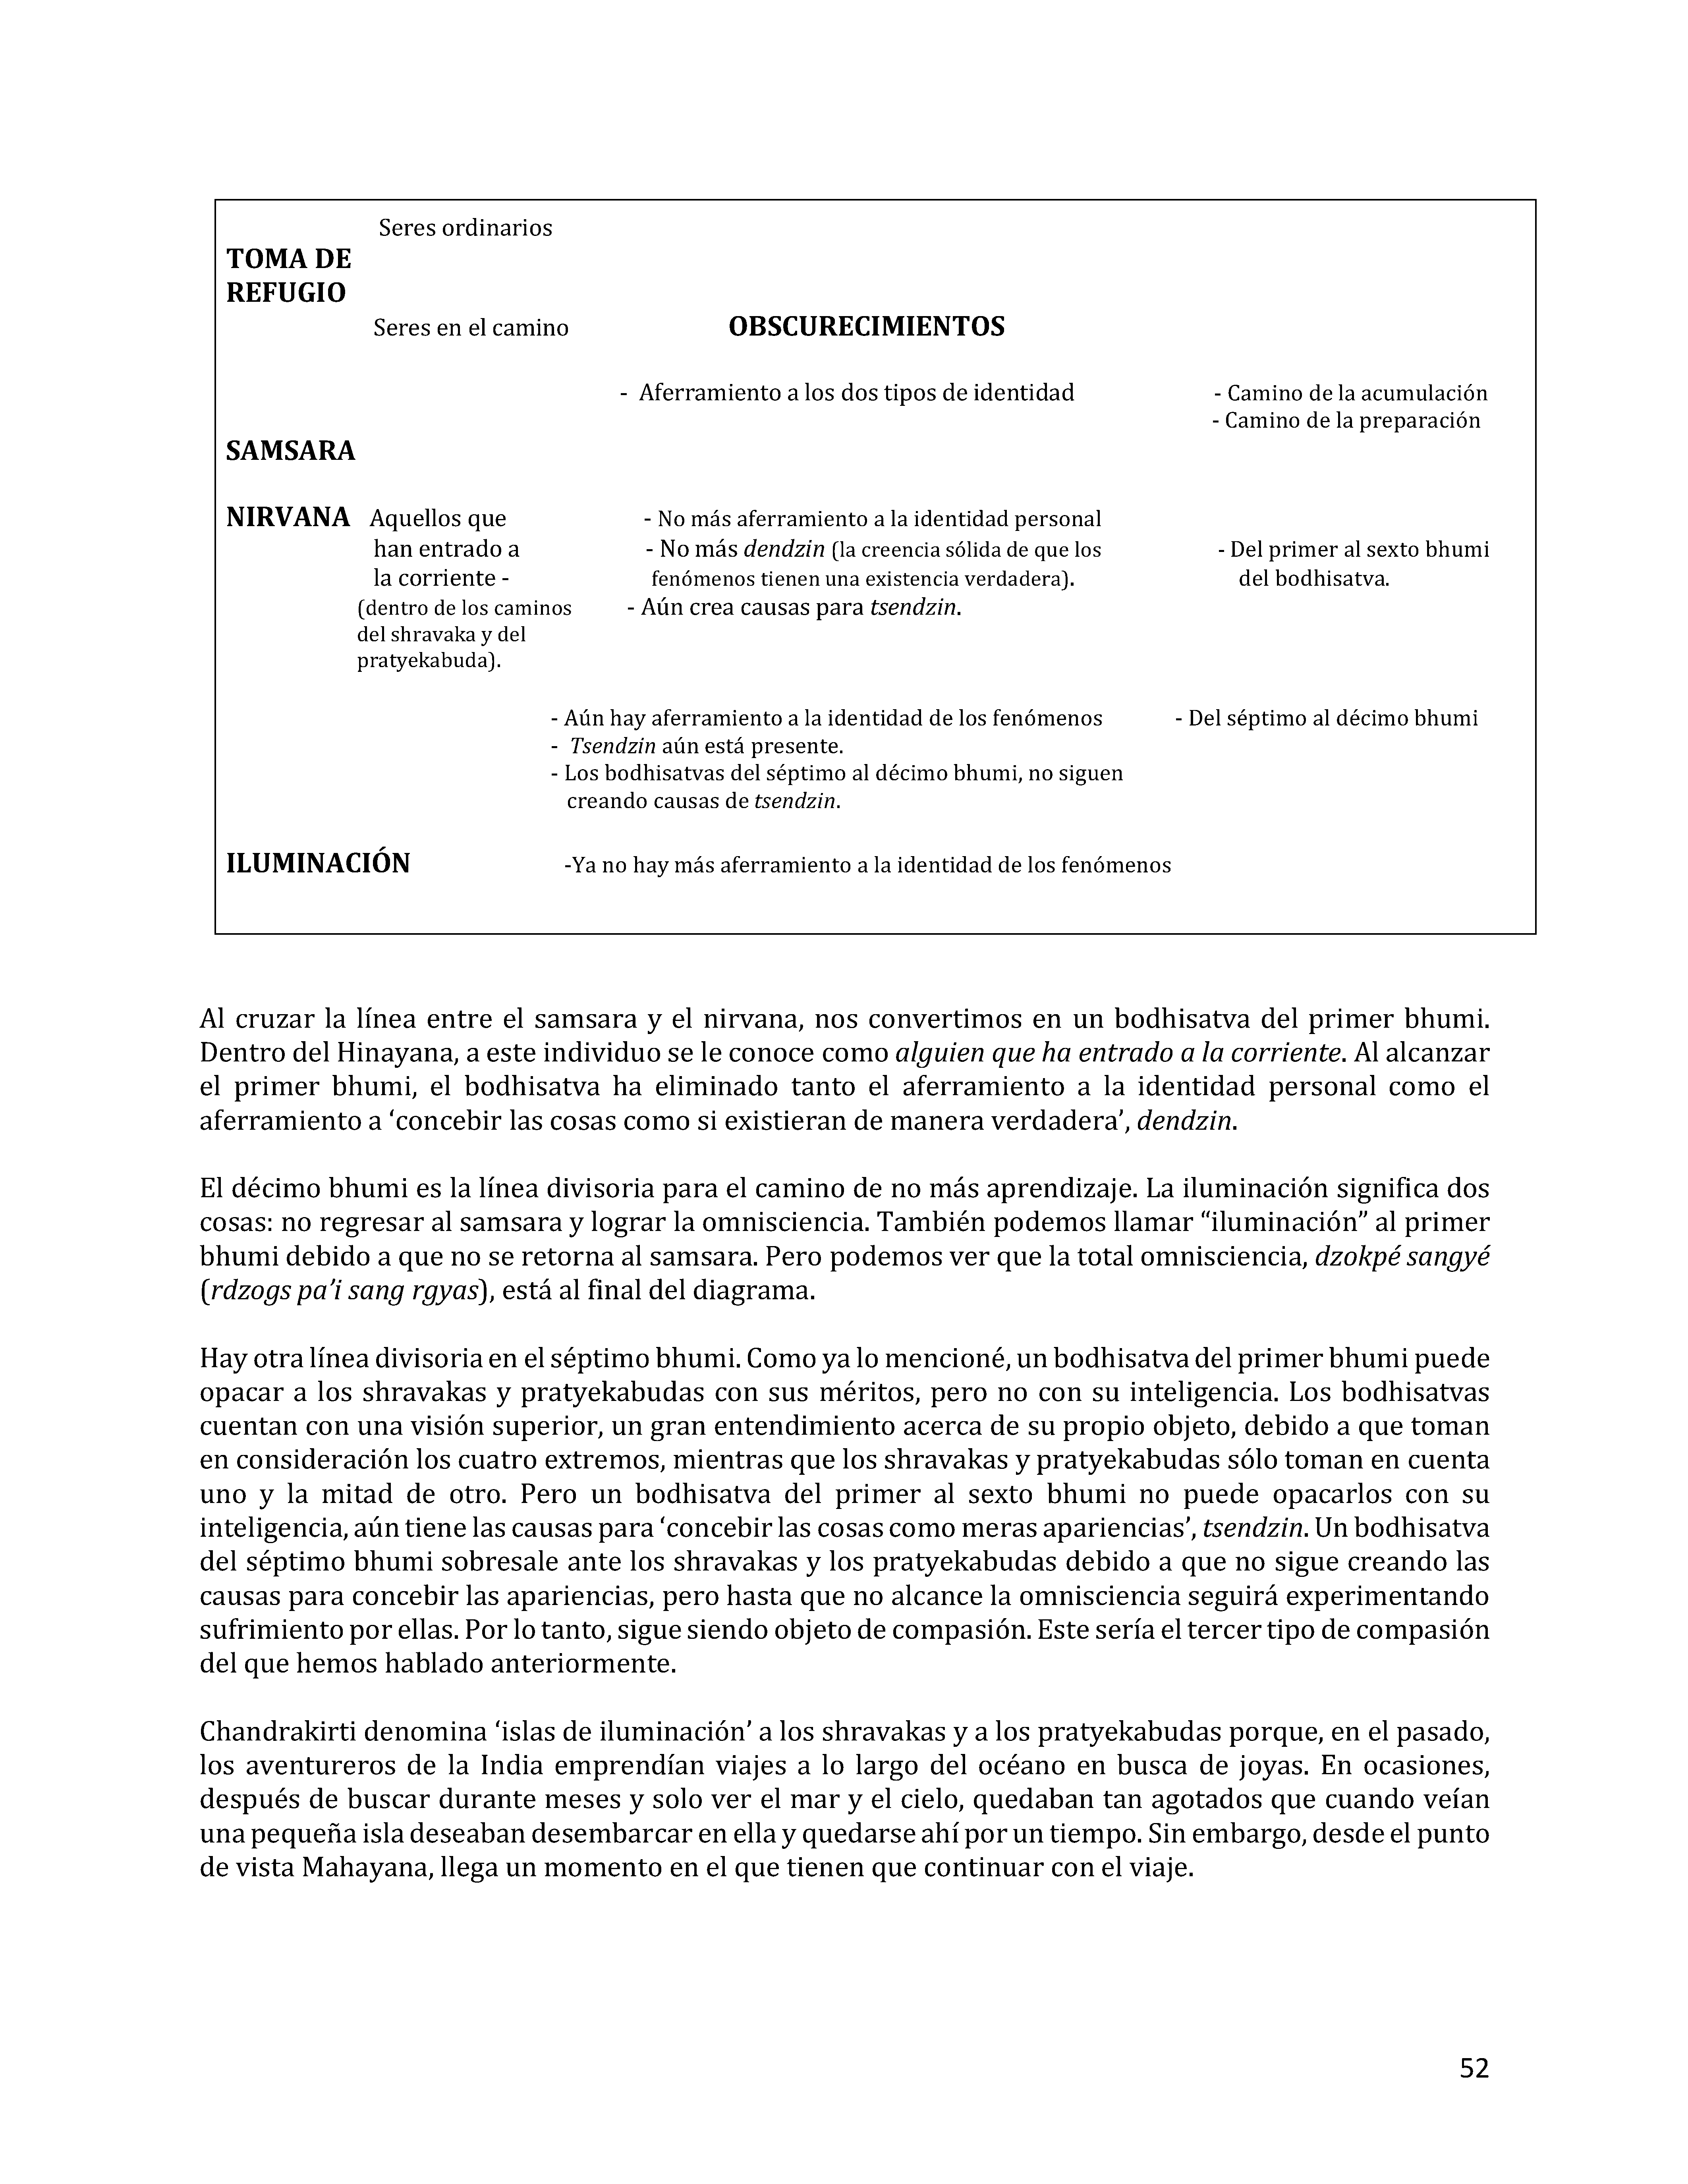 Seres ordinarios
TOMA DE
REFUGIO
Seres en el camino OBSCURECIMIENTOS
- Aferramiento a los dos tipos de identidad - Camino de la acumulación
- Camino de la preparación
SAMSARA
NIRVANA Aquellos que - No más aferramiento a la identidad personal
han entrado a - No más dendzin (la creencia sólida de que los - Del primer al sexto bhumi
la corriente - fenómenos tienen una existencia verdadera). del bodhisatva.
(dentro de los caminos - Aún crea causas para tsendzin.
del shravaka y del
pratyekabuda).
- Aún hay aferramiento a la identidad de los fenómenos - Del séptimo al décimo bhumi
- Tsendzin aún está presente.
- Los bodhisatvas del séptimo al décimo bhumi, no siguen
creando causas de tsendzin.
ILUMINACIÓN -Ya no hay más aferramiento a la identidad de los fenómenos
Al cruzar la línea entre el samsara y el nirvana, nos convertimos en un bodhisatva del primer bhumi.
Dentro del Hinayana, a este individuo se le conoce como alguien que ha entrado a la corriente. Al alcanzar
el primer bhumi, el bodhisatva ha eliminado tanto el aferramiento a la identidad personal como el
aferramiento a ‘concebir las cosas como si existieran de manera verdadera’, dendzin.
El décimo bhumi es la línea divisoria para el camino de no más aprendizaje. La iluminación significa dos
cosas: no regresar al samsara y lograr la omnisciencia. También podemos llamar “iluminación” al primer
bhumi debido a que no se retorna al samsara. Pero podemos ver que la total omnisciencia, dzokpé sangyé
(rdzogs pa’i sang rgyas), está al final del diagrama.
Hay otra línea divisoria en el séptimo bhumi. Como ya lo mencioné, un bodhisatva del primer bhumi puede
opacar a los shravakas y pratyekabudas con sus méritos, pero no con su inteligencia. Los bodhisatvas
cuentan con una visión superior, un gran entendimiento acerca de su propio objeto, debido a que toman
en consideración los cuatro extremos, mientras que los shravakas y pratyekabudas sólo toman en cuenta
uno y la mitad de otro. Pero un bodhisatva del primer al sexto bhumi no puede opacarlos con su
inteligencia, aún tiene las causas para ‘concebir las cosas como meras apariencias’, tsendzin. Un bodhisatva
del séptimo bhumi sobresale ante los shravakas y los pratyekabudas debido a que no sigue creando las
causas para concebir las apariencias, pero hasta que no alcance la omnisciencia seguirá experimentando
sufrimiento por ellas. Por lo tanto, sigue siendo objeto de compasión. Este sería el tercer tipo de compasión
del que hemos hablado anteriormente.
Chandrakirti denomina ‘islas de iluminación’ a los shravakas y a los pratyekabudas porque, en el pasado,
los aventureros de la India emprendían viajes a lo largo del océano en busca de joyas. En ocasiones,
después de buscar durante meses y solo ver el mar y el cielo, quedaban tan agotados que cuando veían
una pequeña isla deseaban desembarcar en ella y quedarse ahí por un tiempo. Sin embargo, desde el punto
de vista Mahayana, llega un momento en el que tienen que continuar con el viaje.
52